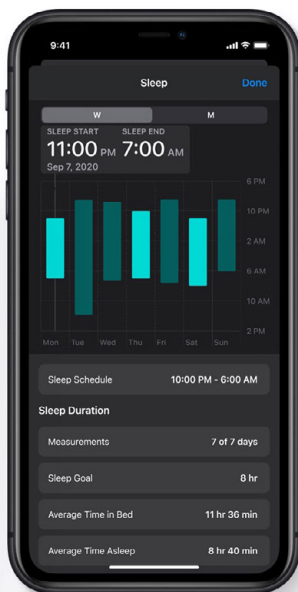 9:41
Sleep
Done
W
M
SLEEP START
SLEEP END
11:00 PM
7:00 AM
Sep 7, 2020
6 PM
10 PM
2 AM
6 AM
10 AM
2 PM
Mon
Tue
Wed
Thu
Fri
Sat
Sun
Sleep Schedule
10:00 PM - 6:00 AM
Sleep Duration
Measurements
7 of 7 days
Sleep Goal
8 hr
Average Time in Bed
11 hr 36 min
Average Time Asleep
8 hr 40 min